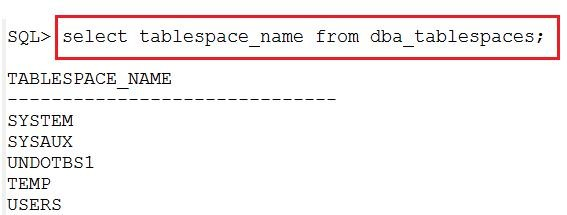 SQL> select tablespace_name from dba_tablespaces;
TABLESPACE_NAME
------------------------------
SYSTEM
SYSAUX
UNDOTBS1
TEMP
USERS